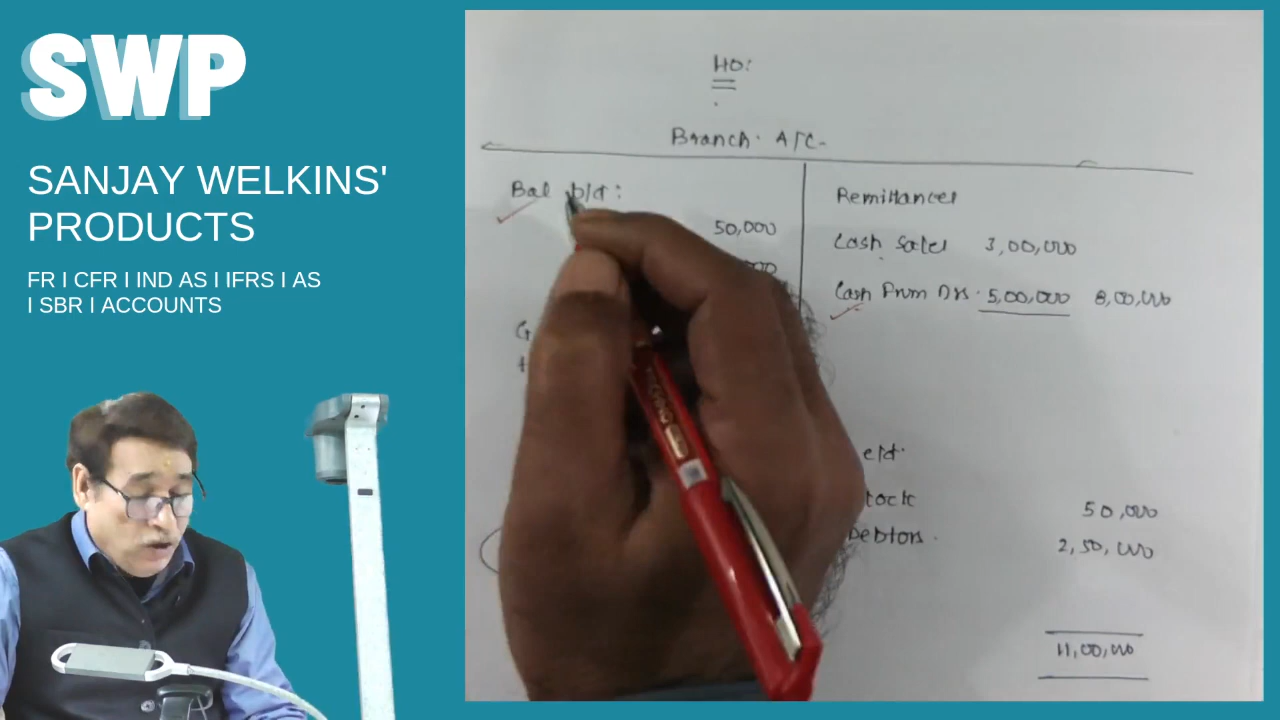 SWP
SANJAY WELKINS'
PRODUCTS
FR I CFR I IND AS I IFRS I AS
I SBR I ACCOUNTS
HO:
Branch. A/C-
Bal b/d:
50,000
G
Remittances
Cash Sales 3,00,000
Cash From Drs. 5,00,000 8,00,000
c/d.
tock 50,000
Debtors. 2,50,000
11,00,000